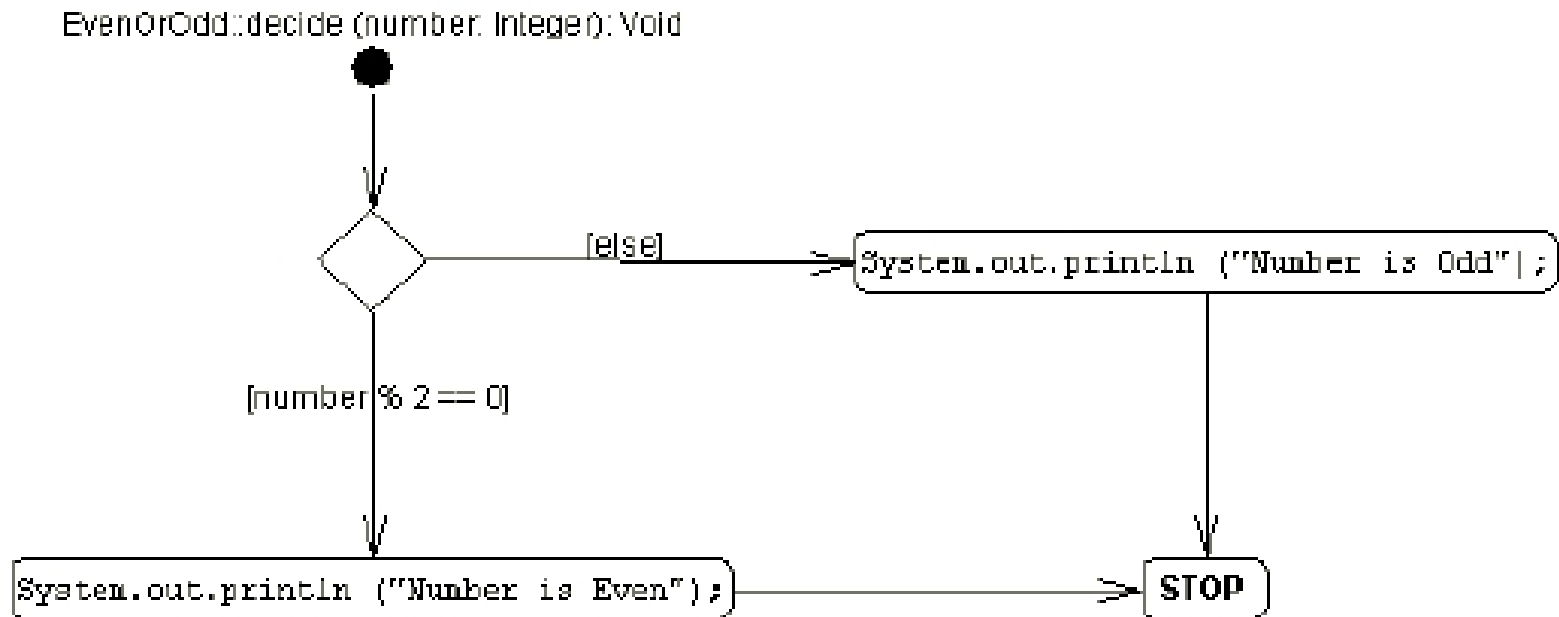 EvenOrOdd::decide (number: Integer): Void
[else]
System.out.println ("Number is Odd");
[number % 2 == 0]
System.out.println ("Number is Even");
STOP